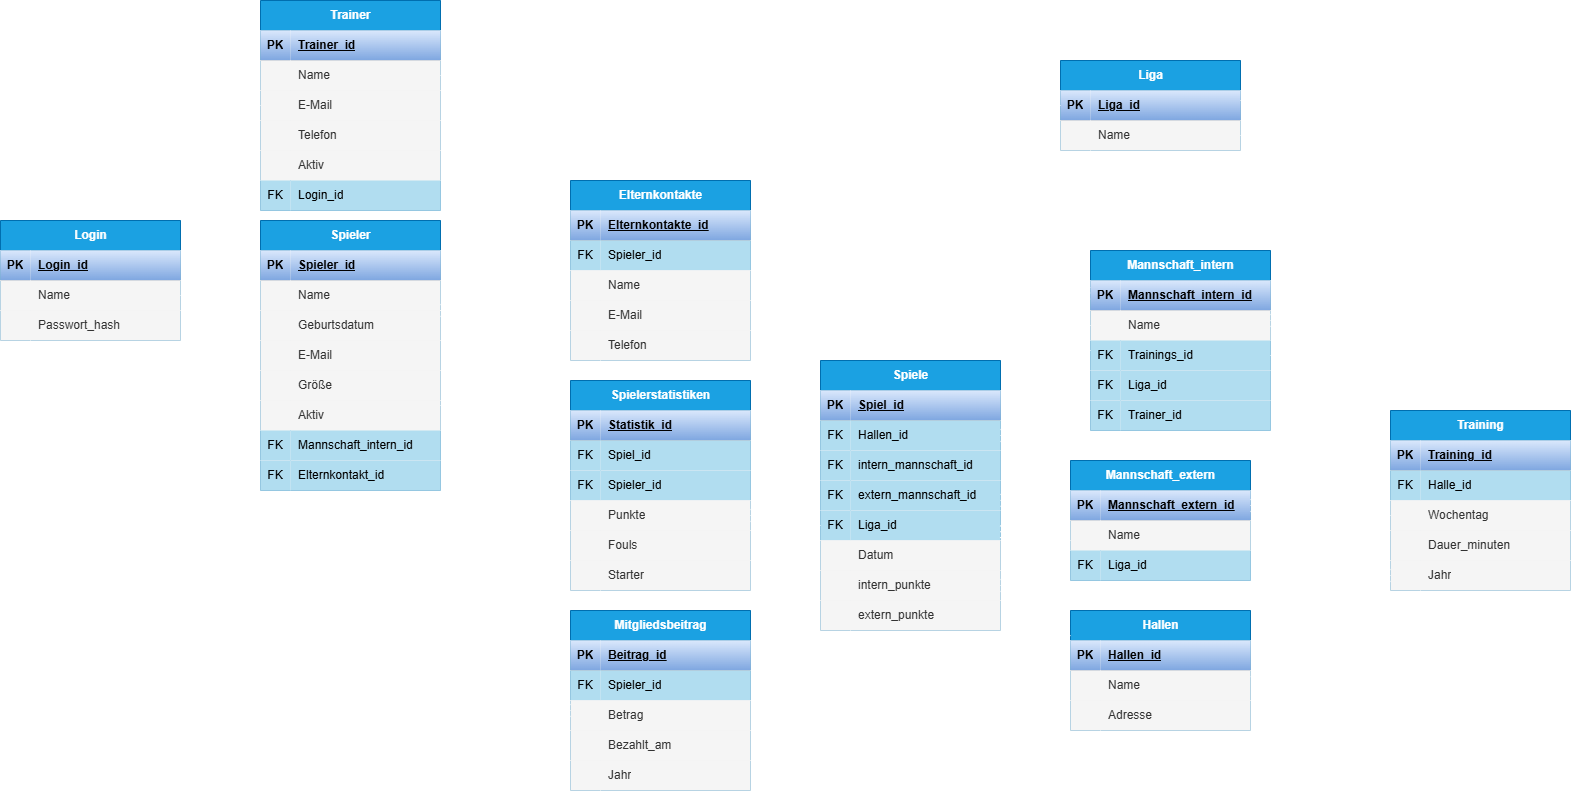 Trainer
PK Trainer_id
Name
E-Mail
Telefon
Aktiv
FK Login_id
Login
PK Login_id
Name
Passwort_hash
Spieler
PK Spieler_id
Name
Geburtsdatum
E-Mail
Größe
Aktiv
FK Mannschaft_intern_id
FK Elternkontakt_id
Elternkontakte
PK Elternkontakte_id
FK Spieler_id
Name
E-Mail
Telefon
Spielerstatistiken
PK Statistik_id
FK Spiel_id
FK Spieler_id
Punkte
Fouls
Starter
Mitgliedsbeitrag
PK Beitrag_id
FK Spieler_id
Betrag
Bezahlt_am
Jahr
Spiele
PK Spiel_id
FK Hallen_id
FK intern_mannschaft_id
FK extern_mannschaft_id
FK Liga_id
Datum
intern_punkte
extern_punkte
Liga
PK Liga_id
Name
Mannschaft_intern
PK Mannschaft_intern_id
Name
FK Trainings_id
FK Liga_id
FK Trainer_id
Mannschaft_extern
PK Mannschaft_extern_id
Name
FK Liga_id
Hallen
PK Hallen_id
Name
Adresse
Training
PK Training_id
FK Halle_id
Wochentag
Dauer_minuten
Jahr